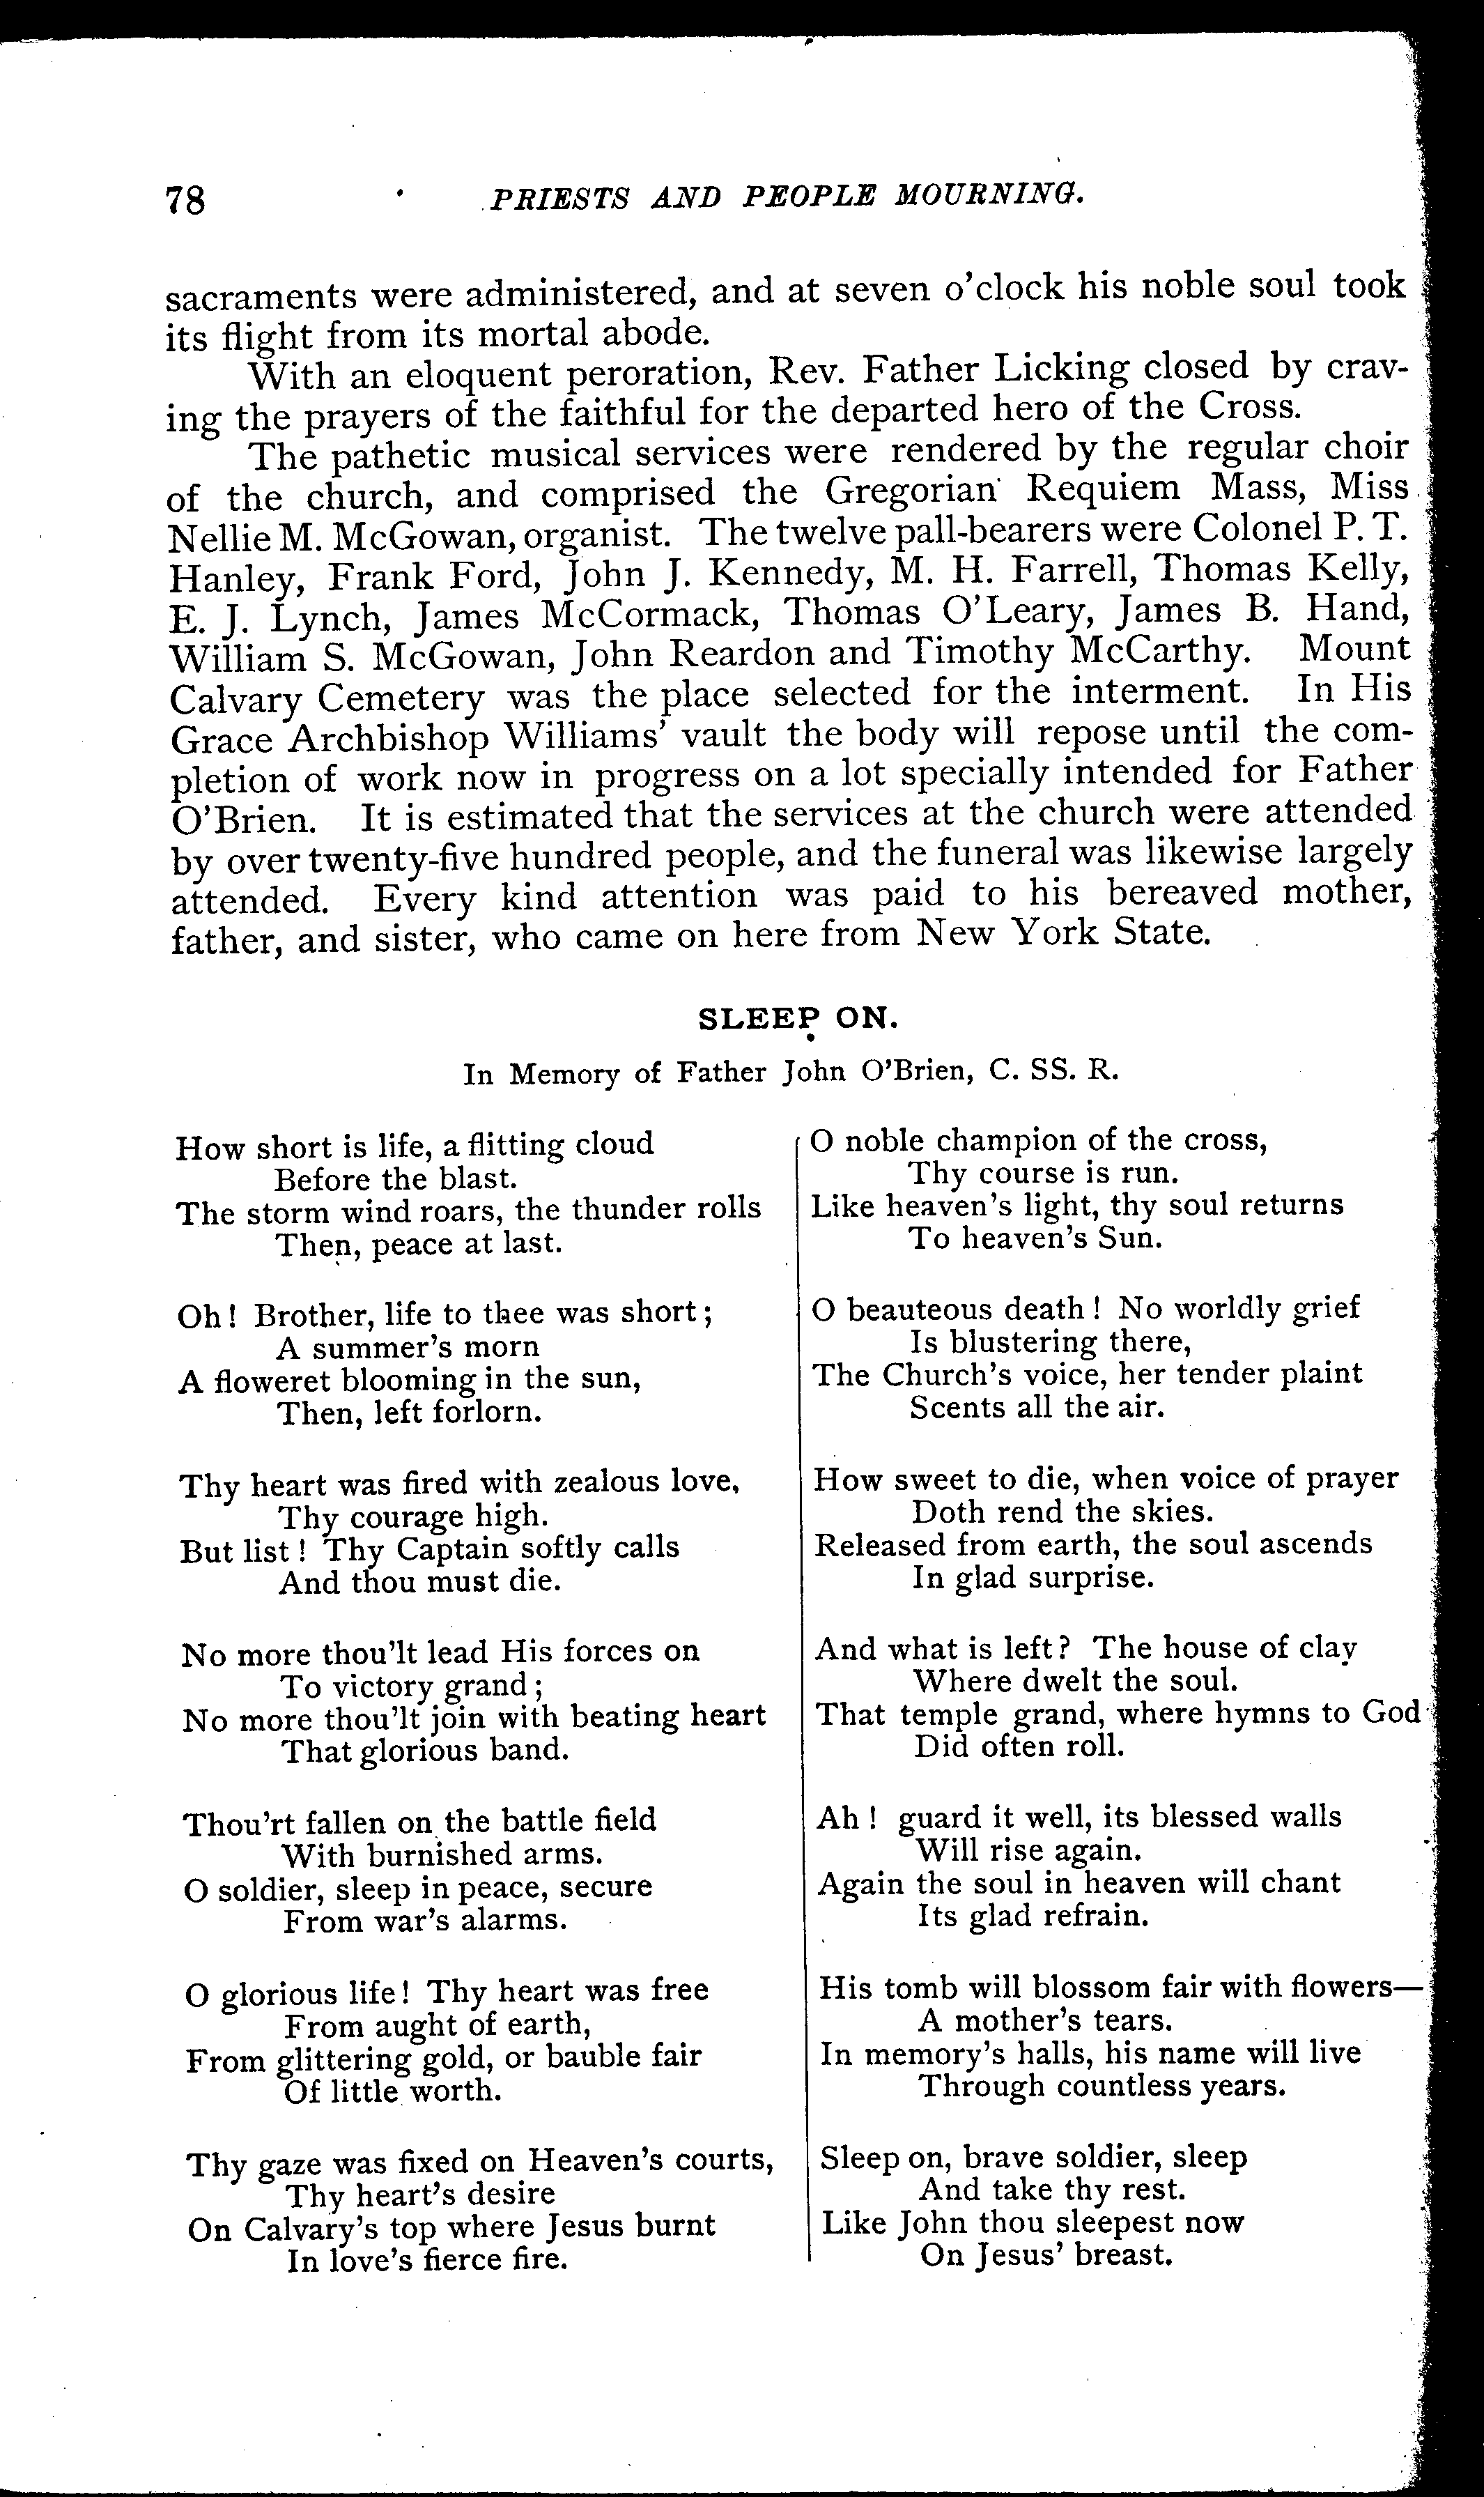 78 PRIESTS AND PEOPLE MOURNING.
sacraments were administered, and at seven o'clock his noble soul took
its flight from its mortal abode.
With an eloquent peroration, Rev. Father Licking closed by crav-
ing the prayers of the faithful for the departed hero of the Cross.
The pathetic musical services were rendered by the regular choir
of the church, and comprised the Gregorian Requiem Mass, Miss
Nellie M. McGowan, organist. The twelve pall-bearers were Colonel P. T.
Hanley, Frank Ford, John J. Kennedy, M. H. Farrell, Thomas Kelly,
E. J. Lynch, James McCormack, Thomas O'Leary, James B. Hand,
William S. McGowan, John Reardon and Timothy McCarthy. Mount
Calvary Cemetery was the place selected for the interment. In His
Grace Archbishop Williams' vault the body will repose until the com-
pletion of work now in progress on a lot specially intended for Father
O'Brien. It is estimated that the services at the church were attended
by over twenty-five hundred people, and the funeral was likewise largely
attended. Every kind attention was paid to his bereaved mother,
father, and sister, who came on here from New York State.
SLEEP ON.
In Memory of Father John O'Brien, C. SS. R.
How short is life, a flitting cloud
Before the blast.
The storm wind roars, the thunder rolls
Then, peace at last.
Oh! Brother, life to thee was short;
A summer's morn
A floweret blooming in the sun,
Then, left forlorn.
Thy heart was fired with zealous love,
Thy courage high.
But list! Thy Captain softly calls
And thou must die.
No more thou'lt lead His forces on
To victory grand;
No more thou'lt join with beating heart
That glorious band.
Thou'rt fallen on the battle field
With burnished arms.
O soldier, sleep in peace, secure
From war's alarms.
O glorious life! Thy heart was free
From aught of earth,
From glittering gold, or bauble fair
Of little worth.
Thy gaze was fixed on Heaven's courts,
Thy heart's desire
On Calvary's top where Jesus burnt
In love's fierce fire.
O noble champion of the cross,
Thy course is run.
Like heaven's light, thy soul returns
To heaven's Sun.
O beauteous death! No worldly grief
Is blustering there,
The Church's voice, her tender plaint
Scents all the air.
How sweet to die, when voice of prayer
Doth rend the skies.
Released from earth, the soul ascends
In glad surprise.
And what is left? The house of clay
Where dwelt the soul.
That temple grand, where hymns to God
Did often roll.
Ah! guard it well, its blessed walls
Will rise again.
Again the soul in heaven will chant
Its glad refrain.
His tomb will blossom fair with flowers—
A mother's tears.
In memory's halls, his name will live
Through countless years.
Sleep on, brave soldier, sleep
And take thy rest.
Like John thou sleepest now
On Jesus' breast.